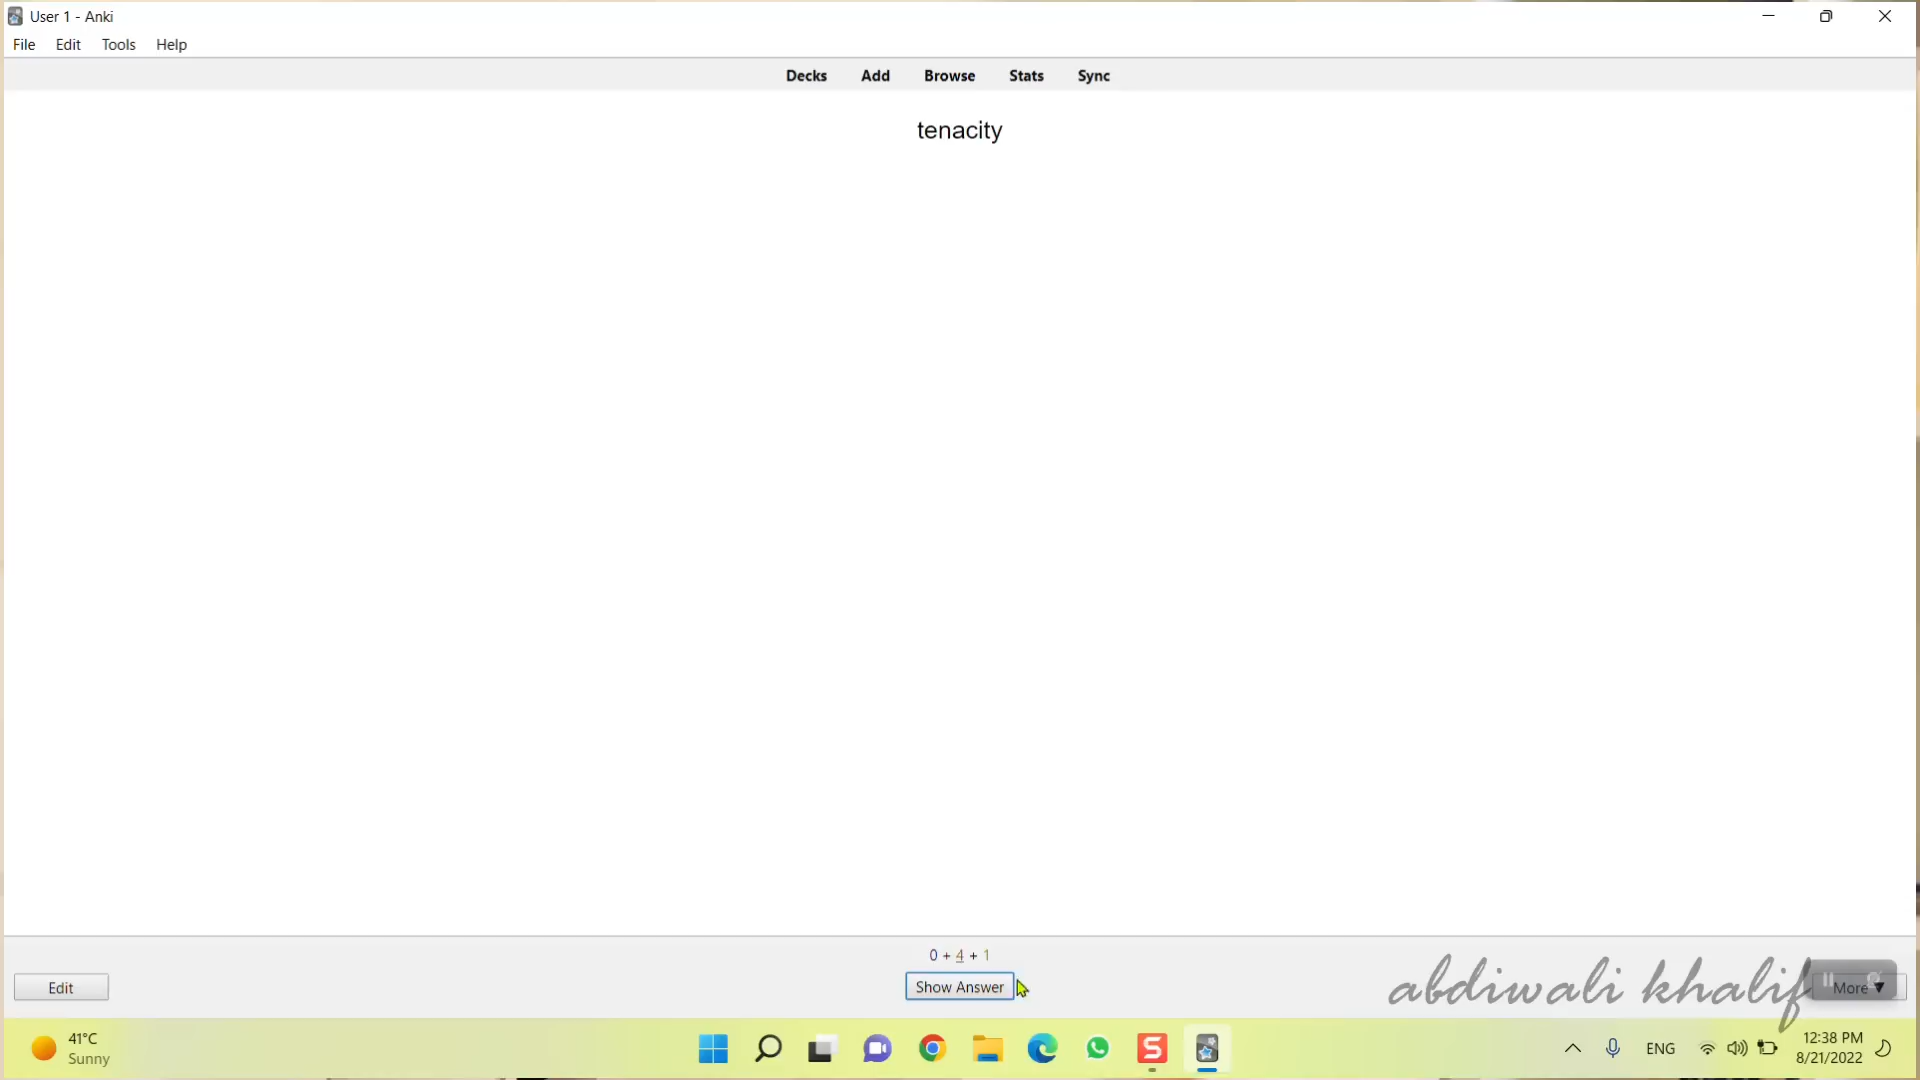 User 1 - Anki
File Edit Tools Help
Decks Add Browse Stats Sync
tenacity
0 + 4 + 1
Edit
Show Answer
abdiwali khalif
More ▼
41°C
Sunny
ENG
12:38 PM
8/21/2022